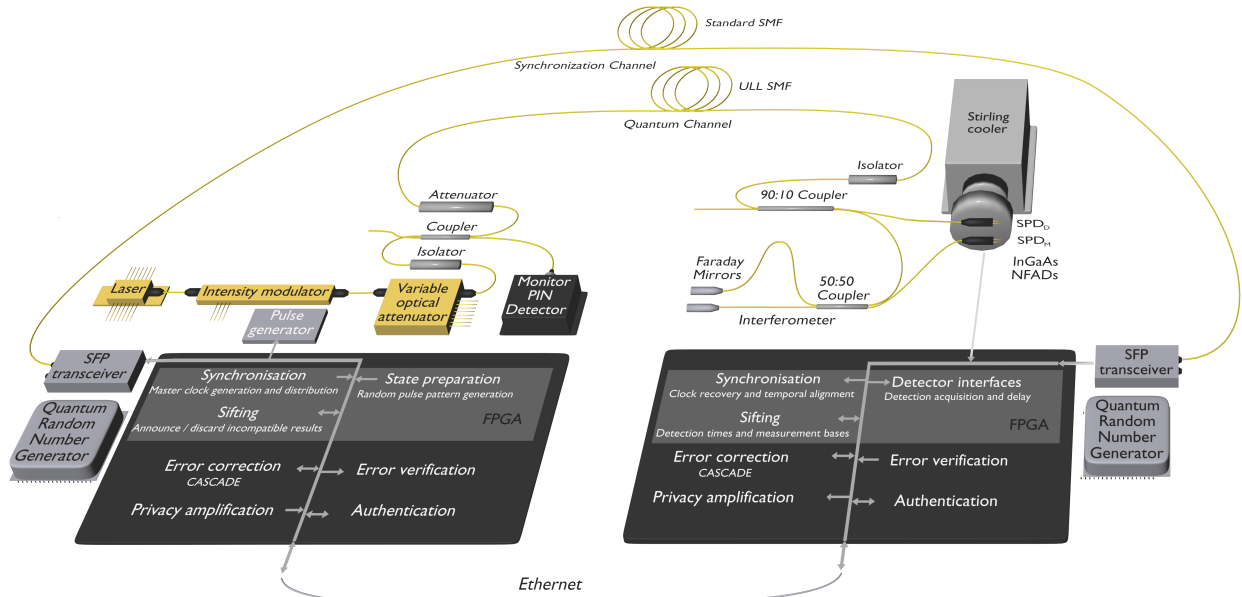 Standard SMF
Synchronization Channel
ULL SMF
Quantum Channel
Stirling
cooler
Isolator
90:10 Coupler
Attenuator
Coupler
Isolator
SPD_D
SPD_M
InGaAs
NFADs
Faraday
Mirrors
50:50
Coupler
Interferometer
Laser
Intensity modulator
Variable
optical
attenuator
Monitor
PIN
Detector
Pulse
generator
SFP
transceiver
Quantum
Random
Number
Generator
Synchronisation
Master clock generation and distribution
State preparation
Random pulse pattern generation
Sifting
Announce / discard incompatible results
FPGA
Error correction
CASCADE
Error verification
Privacy amplification
Authentication
Synchronisation
Clock recovery and temporal alignment
Detector interfaces
Detection acquisition and delay
Sifting
Detection times and measurement bases
FPGA
Error correction
CASCADE
Error verification
Privacy amplification
Authentication
SFP
transceiver
Quantum
Random
Number
Generator
Ethernet